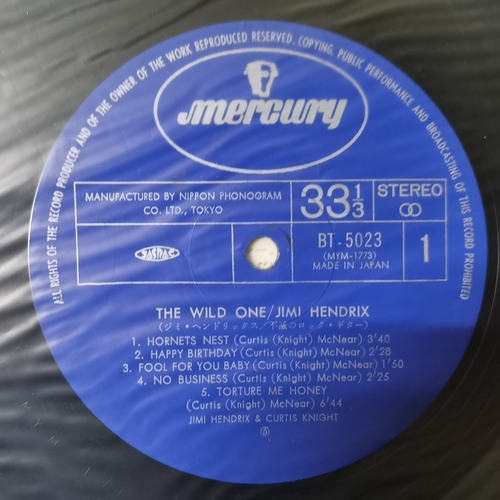 ALL RIGHTS OF THE RECORD PRODUCER AND OF THE OWNER OF THE WORK REPRODUCED RESERVED. COPYING, PUBLIC PERFORMANCE AND BROADCASTING OF THIS RECORD PROHIBITED
mercury
MANUFACTURED BY NIPPON PHONOGRAM
CO. LTD., TOKYO
33 1/3
STEREO
JASRAC
BT-5023
(MYM-1773)
MADE IN JAPAN
1
THE WILD ONE/JIMI HENDRIX
(ジミ・ヘンドリックス/不滅のロック・ギター)
1. HORNETS NEST (Curtis (Knight) McNear) 3'40
2. HAPPY BIRTHDAY (Curtis (Knight) McNear) 2'28
3. FOOL FOR YOU BABY (Curtis (Knight) McNear) 1'50
4. NO BUSINESS (Curtis (Knight) McNear) 2'25
5. TORTURE ME HONEY
(Curtis (Knight) McNear) 6'44
JIMI HENDRIX & CURTIS KNIGHT